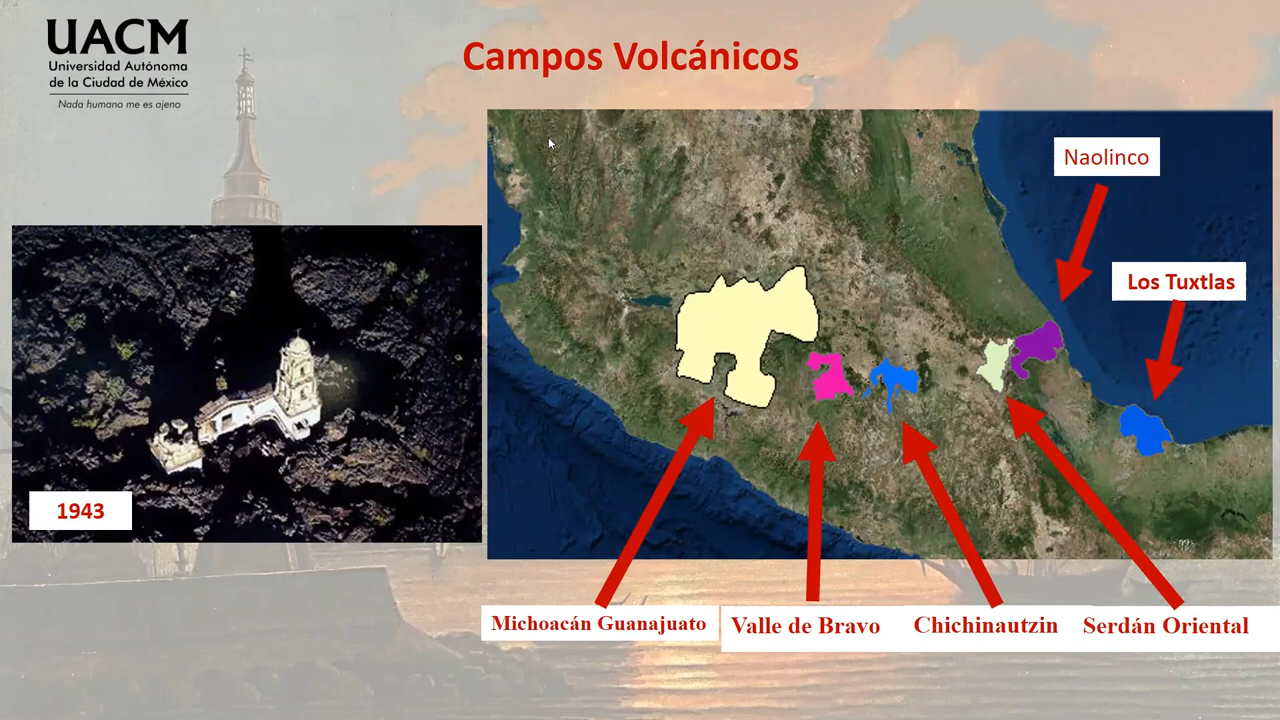 UACM
Universidad Autónoma
de la Ciudad de México
Nada humano me es ajeno
Campos Volcánicos
Naolinco
Los Tuxtlas
1943
Michoacán Guanajuato
Valle de Bravo
Chichinautzin
Serdán Oriental